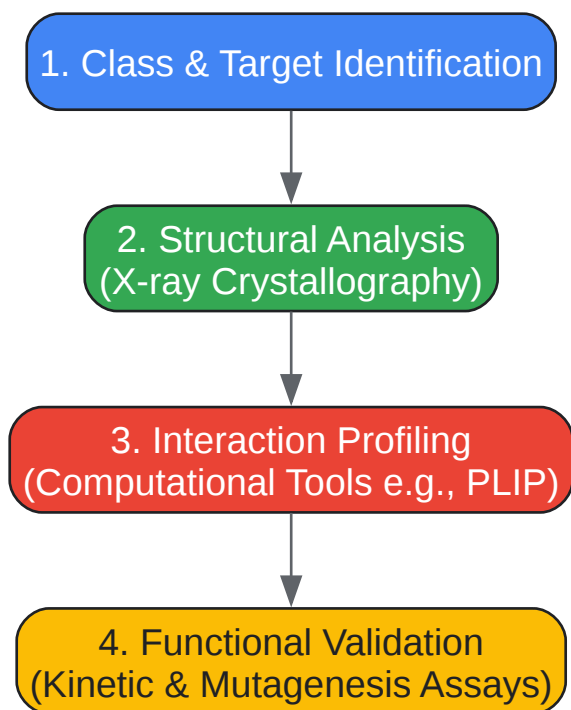 1. Class & Target Identification
2. Structural Analysis
(X-ray Crystallography)
3. Interaction Profiling
(Computational Tools e.g., PLIP)
4. Functional Validation
(Kinetic & Mutagenesis Assays)